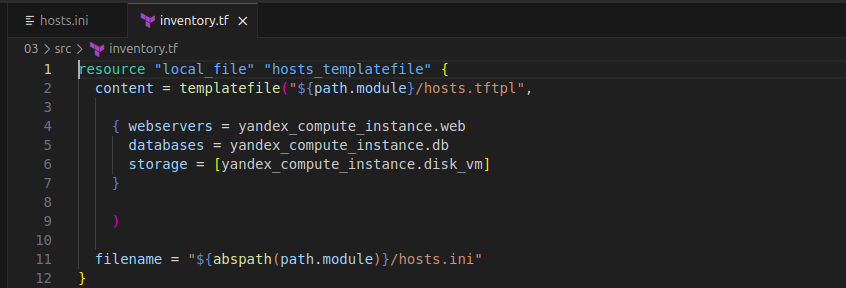 hosts.ini inventory.tf
03 > src > inventory.tf
1 resource "local_file" "hosts_templatefile" {
2 content = templatefile("${path.module}/hosts.tftpl",
3
4 { webservers = yandex_compute_instance.web
5 databases = yandex_compute_instance.db
6 storage = [yandex_compute_instance.disk_vm]
7 }
8
9 )
10
11 filename = "${abspath(path.module)}/hosts.ini"
12 }